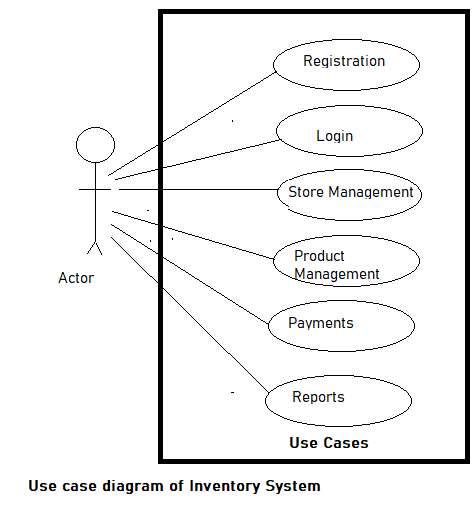 Registration
Login
Store Management
Product
Management
Actor
Payments
Reports
Use Cases
Use case diagram of Inventory System